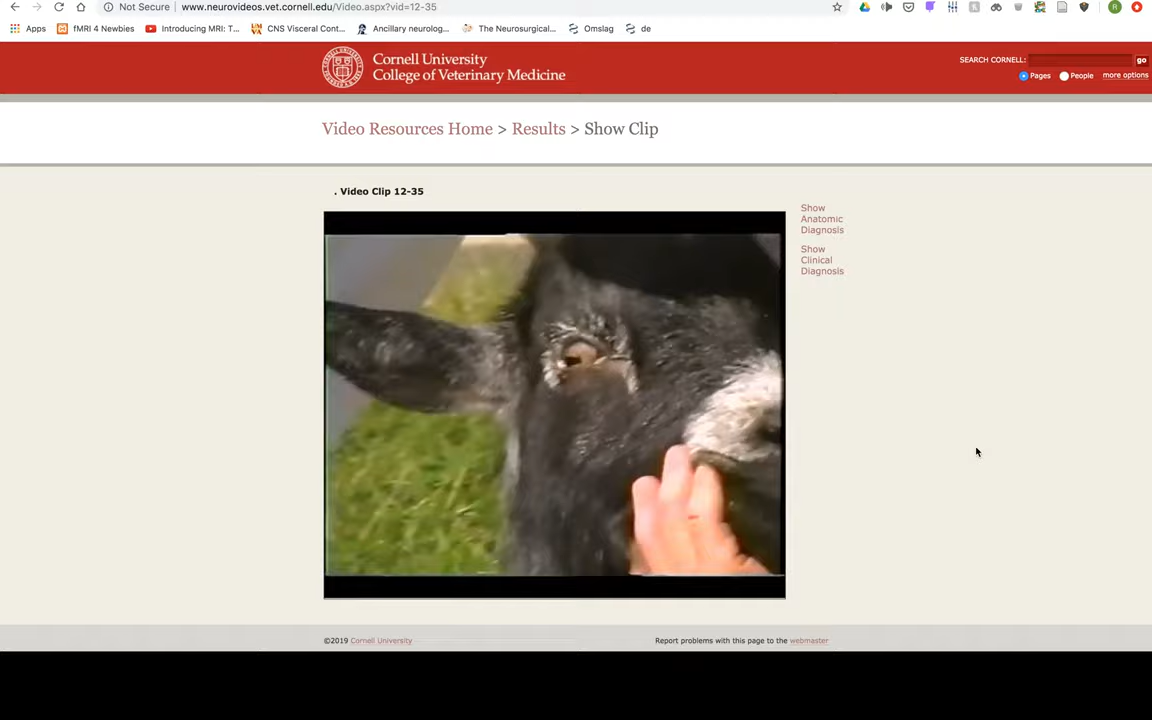 Not Secure
www.neurovideos.vet.cornell.edu/Video.aspx?vid=12-35
Apps
fMRI 4 Newbies
Introducing MRI: T...
CNS Visceral Cont...
Ancillary neurolog...
The Neurosurgical...
Omslag
de
R
Cornell University
College of Veterinary Medicine
SEARCH CORNELL:
go
Pages
People
more options
Video Resources Home > Results > Show Clip
. Video Clip 12-35
Show
Anatomic
Diagnosis
Show
Clinical
Diagnosis
©2019 Cornell University
Report problems with this page to the webmaster